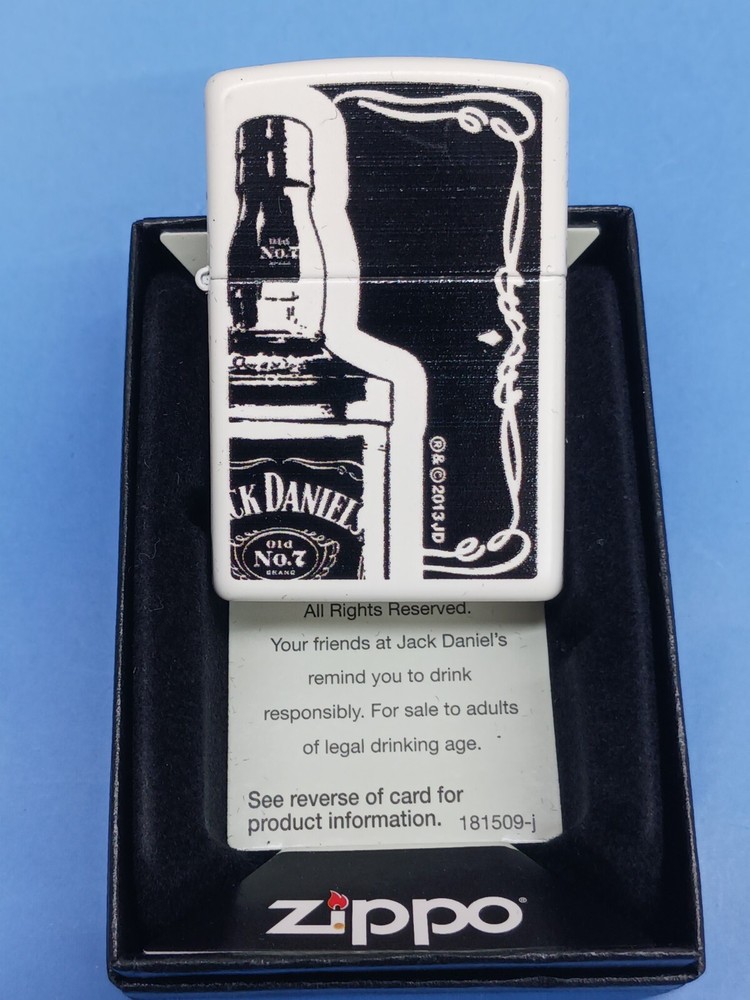 Old
No.7
CK DANIEL'S
Old
No.7
BRAND
® & © 2013 JD
All Rights Reserved.
Your friends at Jack Daniel's
remind you to drink
responsibly. For sale to adults
of legal drinking age.
See reverse of card for
product information. 181509-j
zippo®